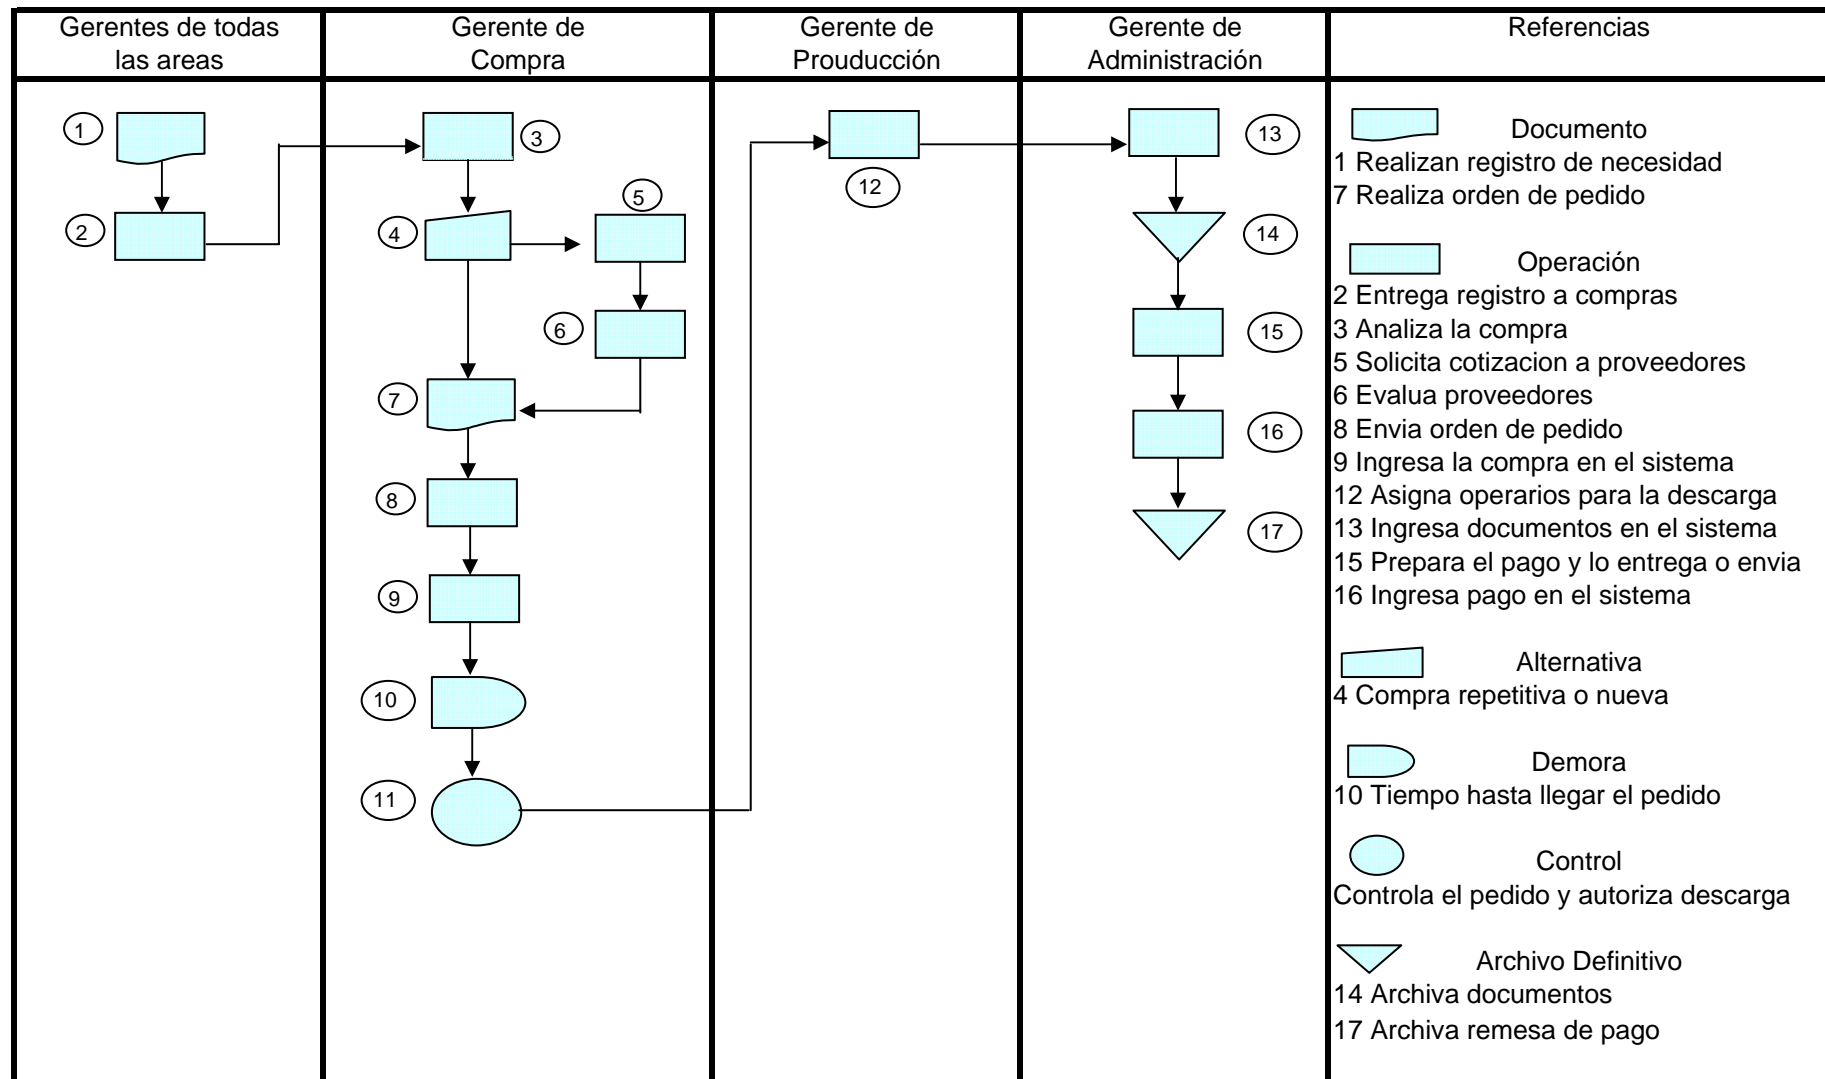 Gerentes de todas
las areas
Gerente de
Compra
Gerente de
Prouducción
Gerente de
Administración
Referencias
1
2
3
4
5
6
7
8
9
10
11
12
13
14
15
16
17
Documento
1 Realizan registro de necesidad
7 Realiza orden de pedido
Operación
2 Entrega registro a compras
3 Analiza la compra
5 Solicita cotizacion a proveedores
6 Evalua proveedores
8 Envia orden de pedido
9 Ingresa la compra en el sistema
12 Asigna operarios para la descarga
13 Ingresa documentos en el sistema
15 Prepara el pago y lo entrega o envia
16 Ingresa pago en el sistema
Alternativa
4 Compra repetitiva o nueva
Demora
10 Tiempo hasta llegar el pedido
Control
Controla el pedido y autoriza descarga
Archivo Definitivo
14 Archiva documentos
17 Archiva remesa de pago